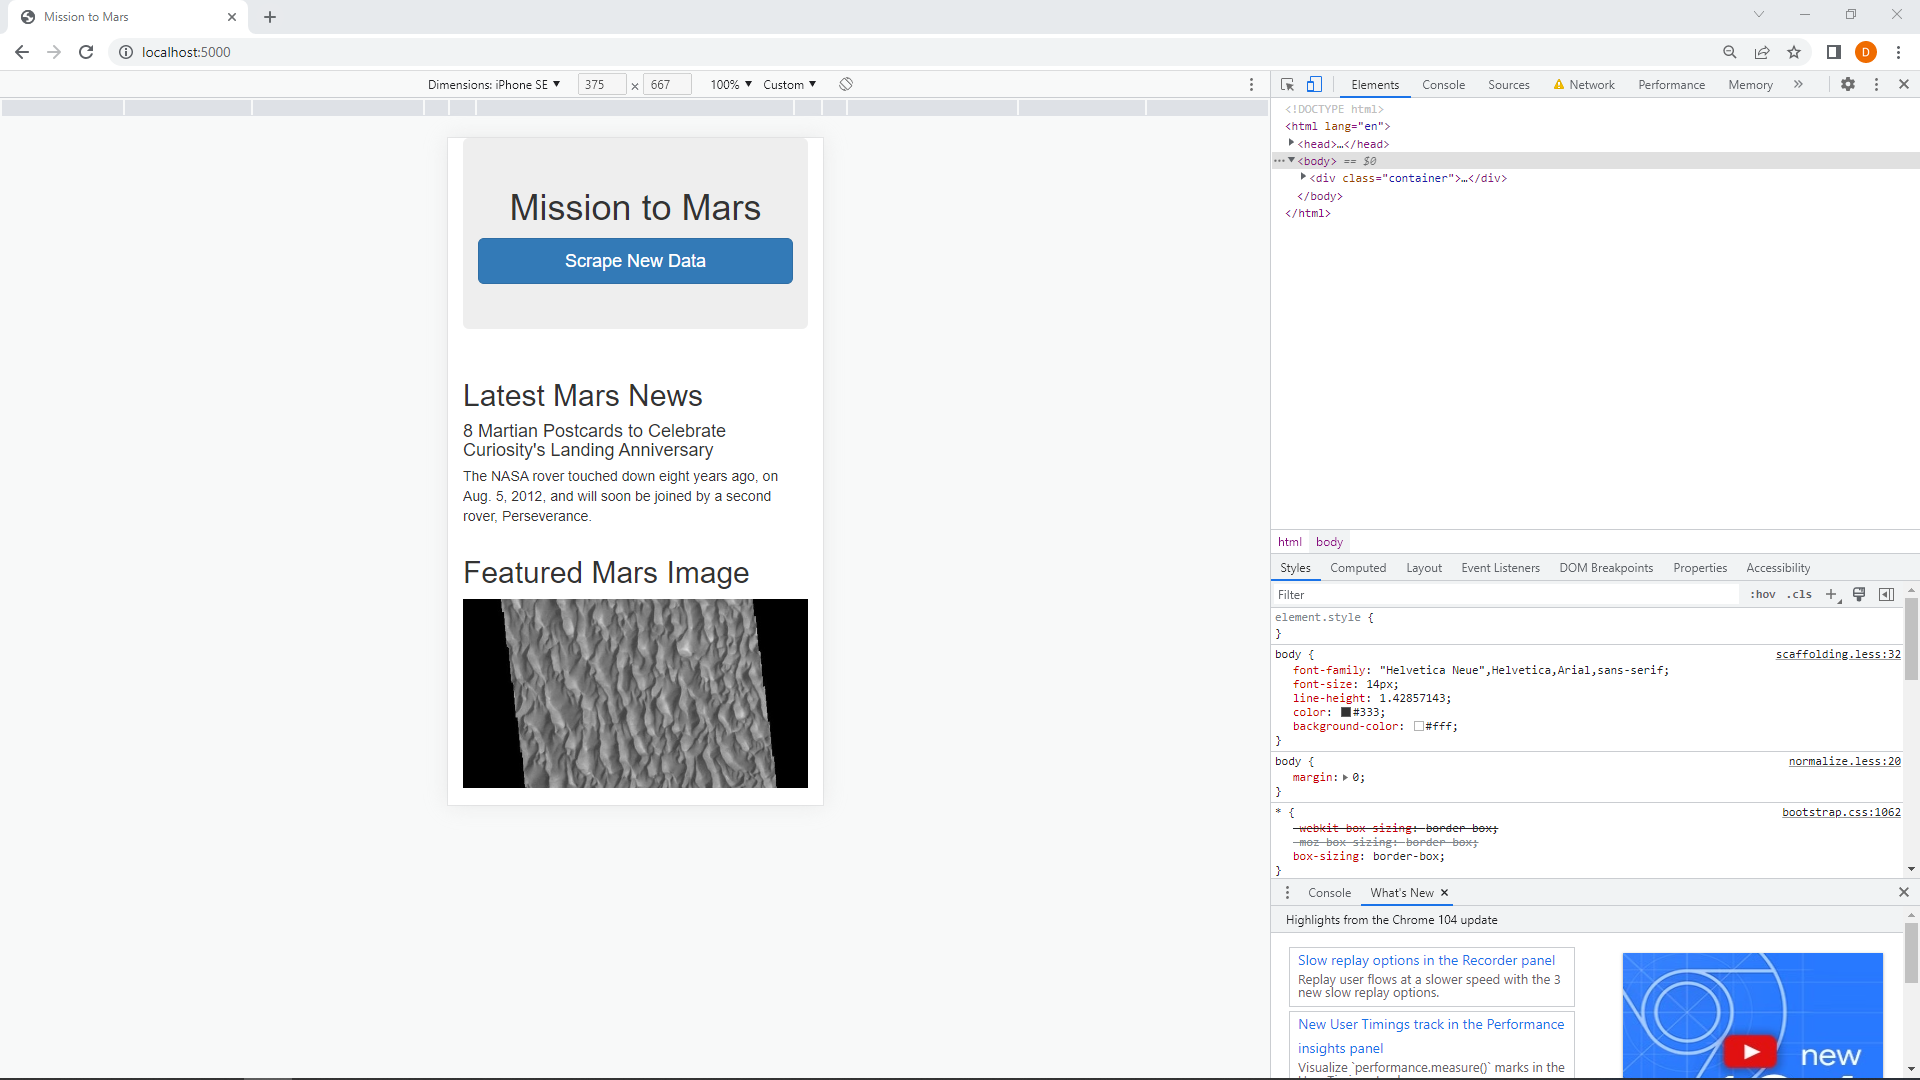 Mission to Mars
localhost:5000
D
Dimensions: iPhone SE ▼ 375 x 667 100% ▼ Custom ▼
Elements Console Sources Network Performance Memory »
<!DOCTYPE html>
<html lang="en">
<head>…</head>
<body> == $0
<div class="container">…</div>
</body>
</html>
Mission to Mars
Scrape New Data
Latest Mars News
8 Martian Postcards to Celebrate
Curiosity's Landing Anniversary
The NASA rover touched down eight years ago, on
Aug. 5, 2012, and will soon be joined by a second
rover, Perseverance.
Featured Mars Image
html body
Styles Computed Layout Event Listeners DOM Breakpoints Properties Accessibility
Filter :hov .cls +
element.style {
}
body { scaffolding.less:32
font-family: "Helvetica Neue",Helvetica,Arial,sans-serif;
font-size: 14px;
line-height: 1.42857143;
color: #333;
background-color: #fff;
}
body { normalize.less:20
margin: 0;
}
* { bootstrap.css:1062
-webkit-box-sizing: border-box;
-moz-box-sizing: border-box;
box-sizing: border-box;
}
Console What's New
Highlights from the Chrome 104 update
Slow replay options in the Recorder panel
Replay user flows at a slower speed with the 3
new slow replay options.
New User Timings track in the Performance
insights panel
Visualize `performance.measure()` marks in the
new